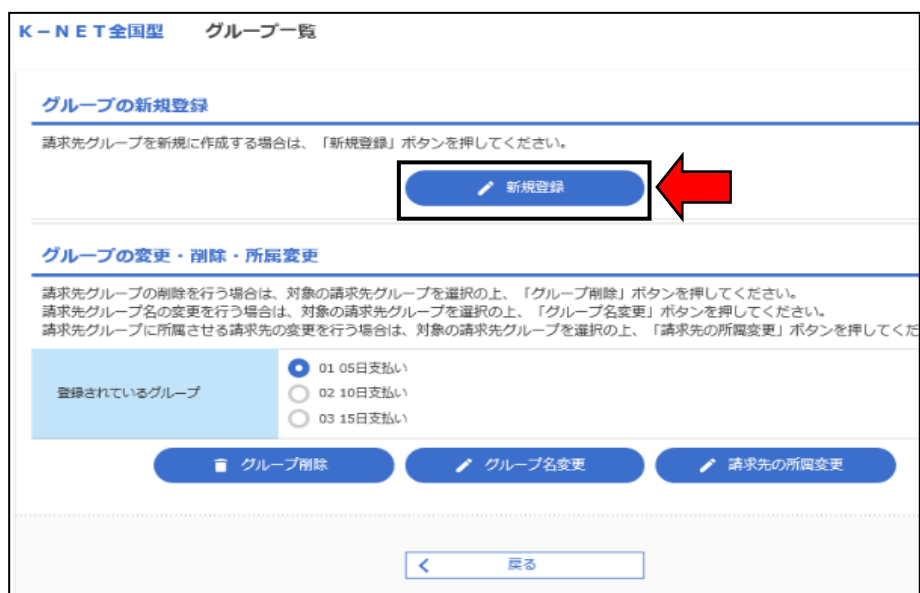 K－NET全国型 グループ一覧
グループの新規登録
請求先グループを新規に作成する場合は、「新規登録」ボタンを押してください。
新規登録
グループの変更・削除・所属変更
請求先グループの削除を行う場合は、対象の請求先グループを選択の上、「グループ削除」ボタンを押してください。
請求先グループ名の変更を行う場合は、対象の請求先グループを選択の上、「グループ名変更」ボタンを押してください。
請求先グループに所属させる請求先の変更を行う場合は、対象の請求先グループを選択の上、「請求先の所属変更」ボタンを押してくだ
登録されているグループ
01 05日支払い
02 10日支払い
03 15日支払い
グループ削除 グループ名変更 請求先の所属変更
戻る